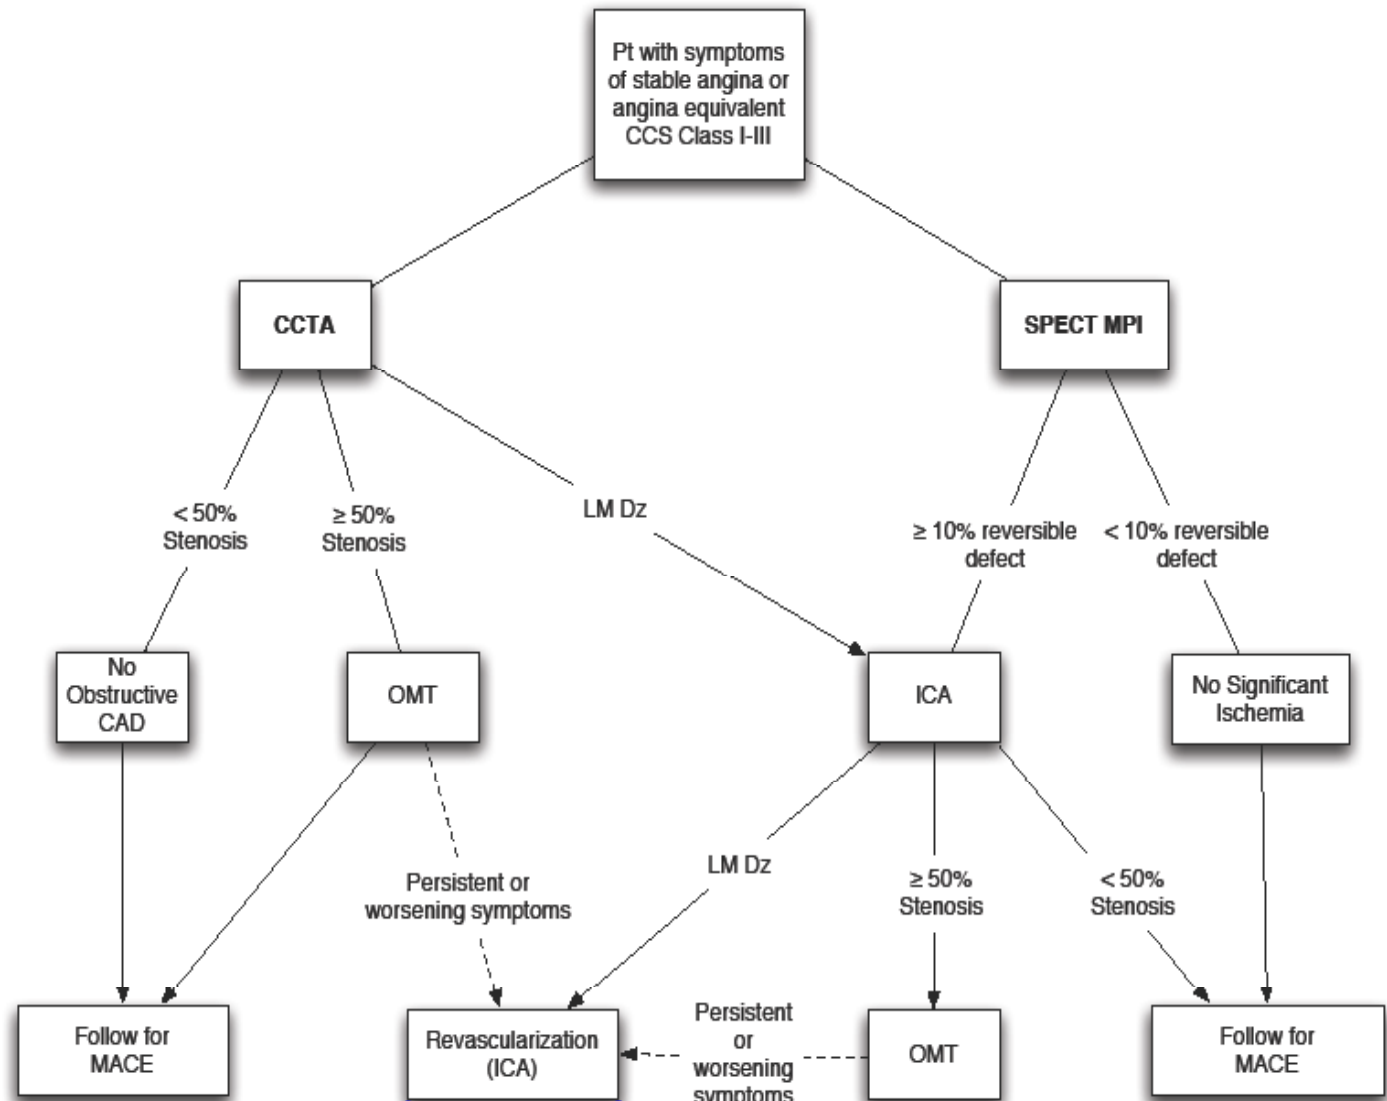 Pt with symptoms
of stable angina or
angina equivalent
CCS Class I-III
CCTA
SPECT MPI
< 50%
Stenosis
≥ 50%
Stenosis
LM Dz
≥ 10% reversible
defect
< 10% reversible
defect
No
Obstructive
CAD
OMT
ICA
No Significant
Ischemia
Persistent or
worsening symptoms
LM Dz
≥ 50%
Stenosis
< 50%
Stenosis
Follow for
MACE
Revascularization
(ICA)
Persistent
or
worsening
symptoms
OMT
Follow for
MACE